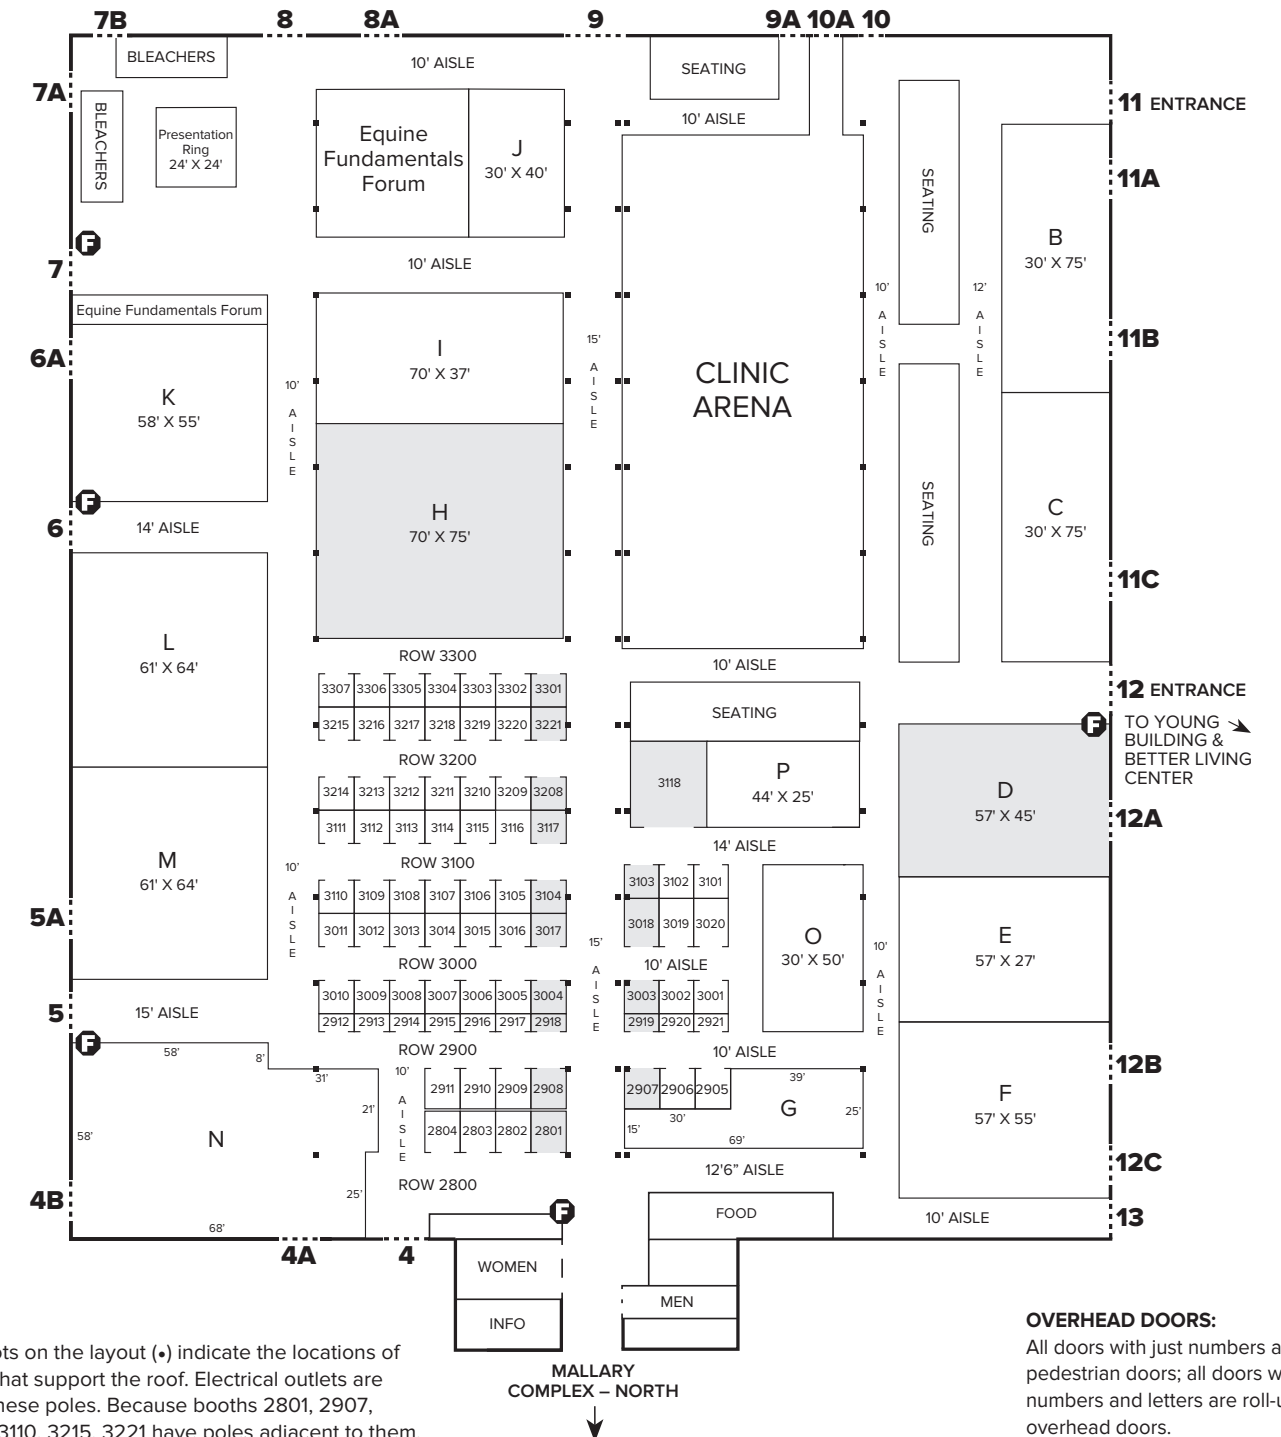 7B 8 8A 9 9A 10A 10
BLEACHERS
10' AISLE
SEATING
7A
BLEACHERS
Presentation
Ring
24' X 24'
Equine
Fundamentals
Forum
J
30' X 40'
10' AISLE
11 ENTRANCE
SEATING
11A
B
30' X 75'
F
7
10' AISLE
Equine Fundamentals Forum
6A
K
58' X 55'
10'
A
I
S
L
E
I
70' X 37'
15'
A
I
S
L
E
CLINIC
ARENA
10'
A
I
S
L
E
12'
A
I
S
L
E
11B
F
6
14' AISLE
H
70' X 75'
SEATING
C
30' X 75'
11C
L
61' X 64'
ROW 3300
3307 3306 3305 3304 3303 3302 3301
3215 3216 3217 3218 3219 3220 3221
10' AISLE
SEATING
12 ENTRANCE
F
TO YOUNG
BUILDING &
BETTER LIVING
CENTER
ROW 3200
3214 3213 3212 3211 3210 3209 3208
3111 3112 3113 3114 3115 3116 3117
3118
P
44' X 25'
D
57' X 45'
12A
M
61' X 64'
ROW 3100
14' AISLE
10'
A
I
S
L
E
3110 3109 3108 3107 3106 3105 3104
3011 3012 3013 3014 3015 3016 3017
3103 3102 3101
3018 3019 3020
5A
O
30' X 50'
E
57' X 27'
15'
A
I
S
L
E
10'
A
I
S
L
E
ROW 3000
10' AISLE
3010 3009 3008 3007 3006 3005 3004
2912 2913 2914 2915 2916 2917 2918
3003 3002 3001
2919 2920 2921
5
15' AISLE
F
ROW 2900
10' AISLE
58'
8'
31'
21'
58'
N
25'
68'
10'
A
I
S
L
E
2911 2910 2909 2908
2804 2803 2802 2801
2907 2906 2905
39'
G
25'
30'
15'
69'
12B
F
57' X 55'
12C
4B
ROW 2800
12'6" AISLE
F
FOOD
10' AISLE
13
4A 4
WOMEN
INFO
MEN
MALLARY
COMPLEX – NORTH
ts on the layout (•) indicate the locations of
hat support the roof. Electrical outlets are
hese poles. Because booths 2801, 2907,
3110, 3215, 3221 have poles adjacent to them
OVERHEAD DOORS:
All doors with just numbers a
pedestrian doors; all doors w
numbers and letters are roll-u
overhead doors.